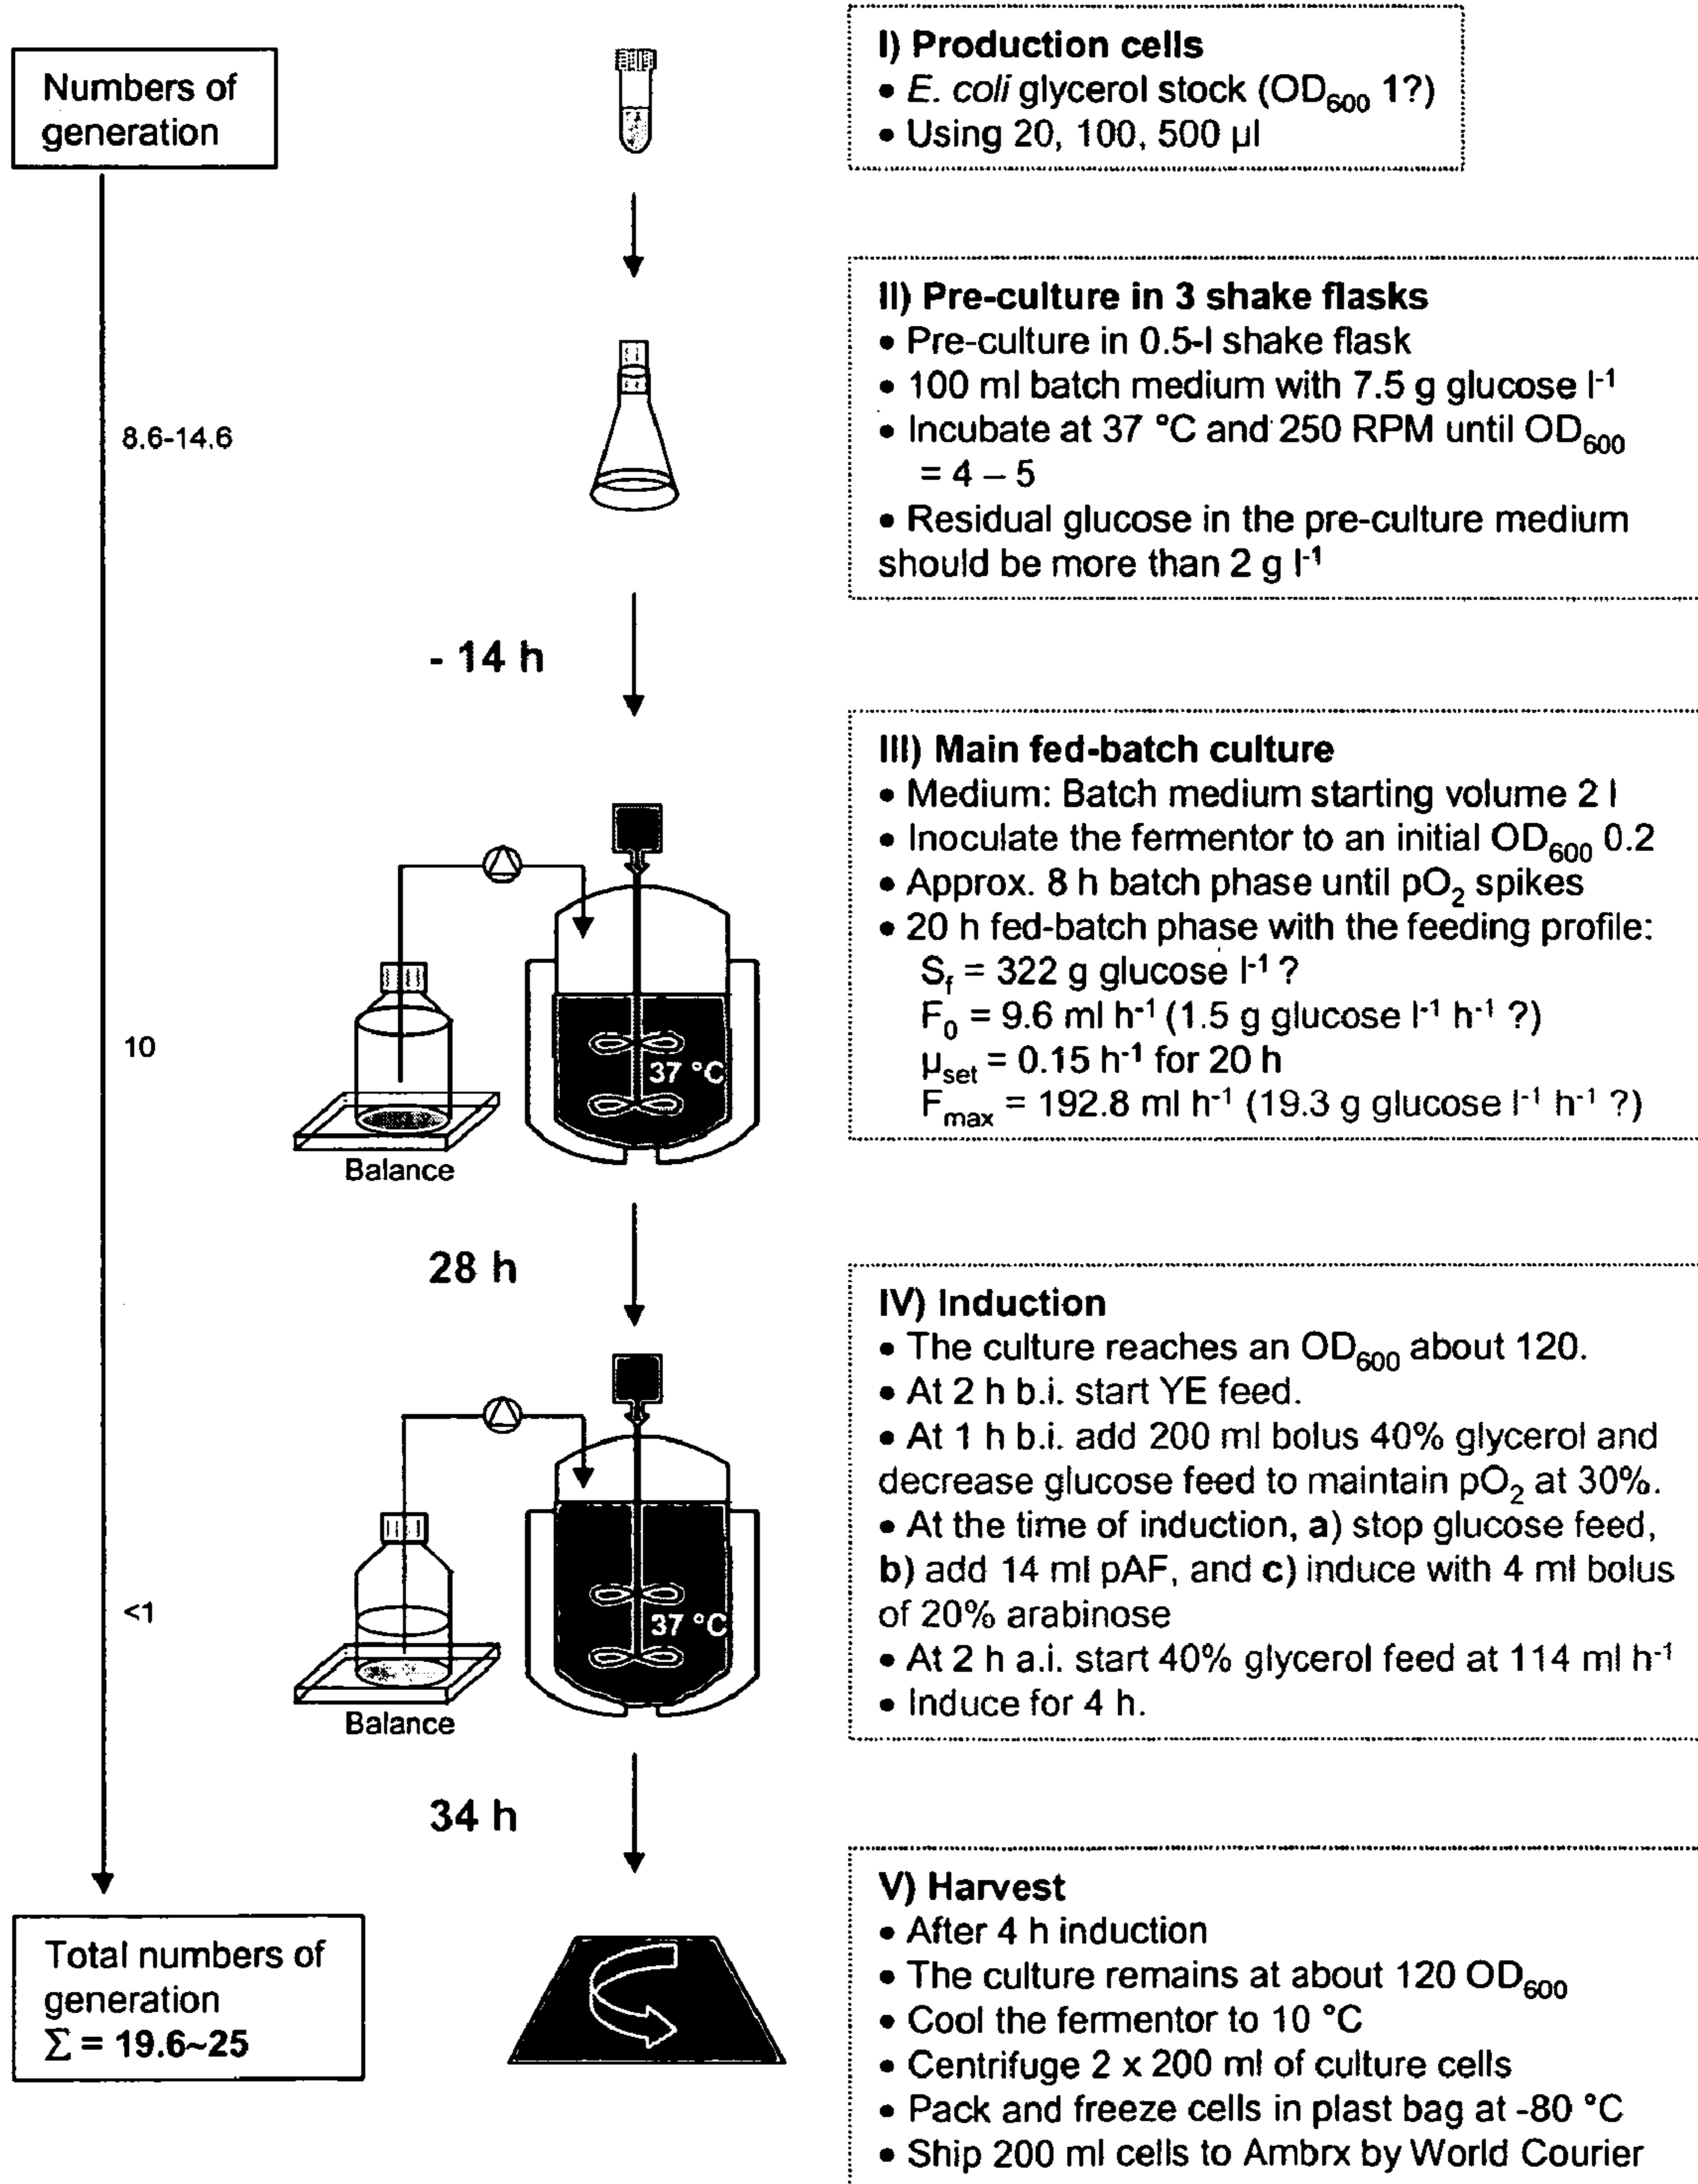 Numbers of
generation
8.6-14.6
- 14 h
10
37 °C
Balance
28 h
<1
37 °C
Balance
34 h
Total numbers of
generation
Σ = 19.6~25
I) Production cells
• E. coli glycerol stock (OD600 1?)
• Using 20, 100, 500 µl
II) Pre-culture in 3 shake flasks
• Pre-culture in 0.5-l shake flask
• 100 ml batch medium with 7.5 g glucose l-1
• Incubate at 37 °C and 250 RPM until OD600
= 4 – 5
• Residual glucose in the pre-culture medium
should be more than 2 g l-1
III) Main fed-batch culture
• Medium: Batch medium starting volume 2 l
• Inoculate the fermentor to an initial OD600 0.2
• Approx. 8 h batch phase until pO2 spikes
• 20 h fed-batch phase with the feeding profile:
Sf = 322 g glucose l-1 ?
F0 = 9.6 ml h-1 (1.5 g glucose l-1 h-1 ?)
µset = 0.15 h-1 for 20 h
Fmax = 192.8 ml h-1 (19.3 g glucose l-1 h-1 ?)
IV) Induction
• The culture reaches an OD600 about 120.
• At 2 h b.i. start YE feed.
• At 1 h b.i. add 200 ml bolus 40% glycerol and
decrease glucose feed to maintain pO2 at 30%.
• At the time of induction, a) stop glucose feed,
b) add 14 ml pAF, and c) induce with 4 ml bolus
of 20% arabinose
• At 2 h a.i. start 40% glycerol feed at 114 ml h-1
• Induce for 4 h.
V) Harvest
• After 4 h induction
• The culture remains at about 120 OD600
• Cool the fermentor to 10 °C
• Centrifuge 2 x 200 ml of culture cells
• Pack and freeze cells in plast bag at -80 °C
• Ship 200 ml cells to Ambrx by World Courier